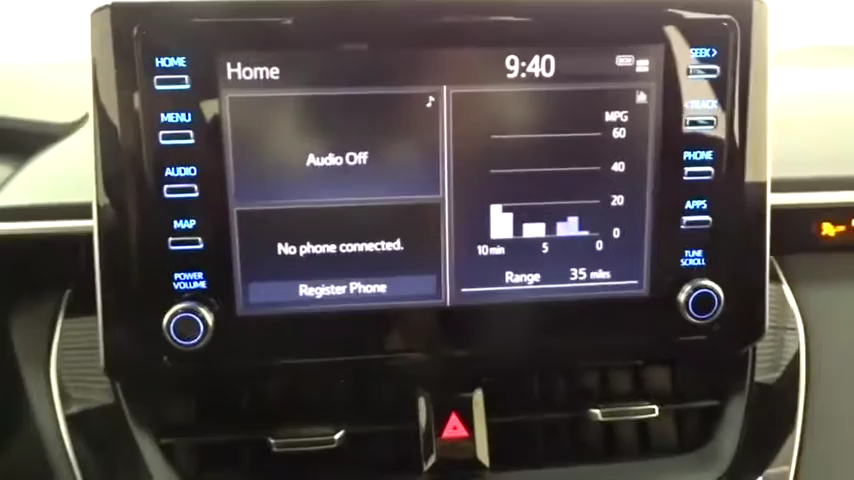 HOME
MENU
AUDIO
MAP
POWER
VOLUME
Home
9:40
Audio Off
No phone connected.
Register Phone
MPG
60
40
20
0
10 min
5
0
Range
35 miles
SEEK >
< TRACK
PHONE
APPS
TUNE
SCROLL